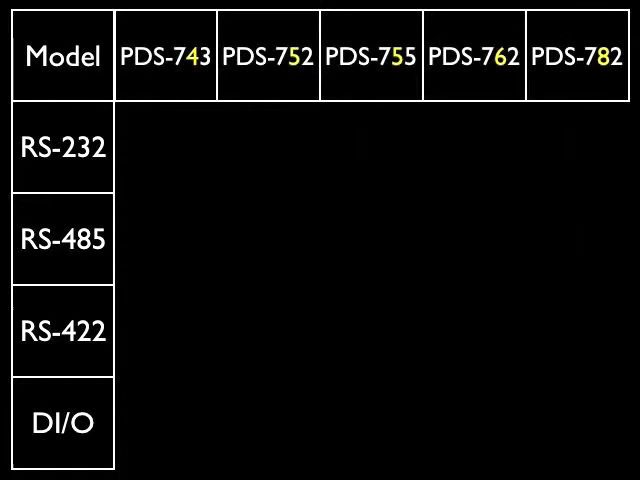 Model PDS-743 PDS-752 PDS-755 PDS-762 PDS-782
RS-232
RS-485
RS-422
DI/O